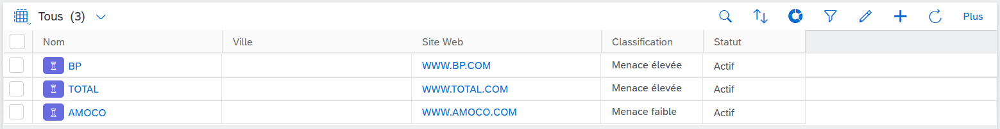 Tous (3)
Plus
Nom Ville Site Web Classification Statut
BP WWW.BP.COM Menace élevée Actif
TOTAL WWW.TOTAL.COM Menace élevée Actif
AMOCO WWW.AMOCO.COM Menace faible Actif